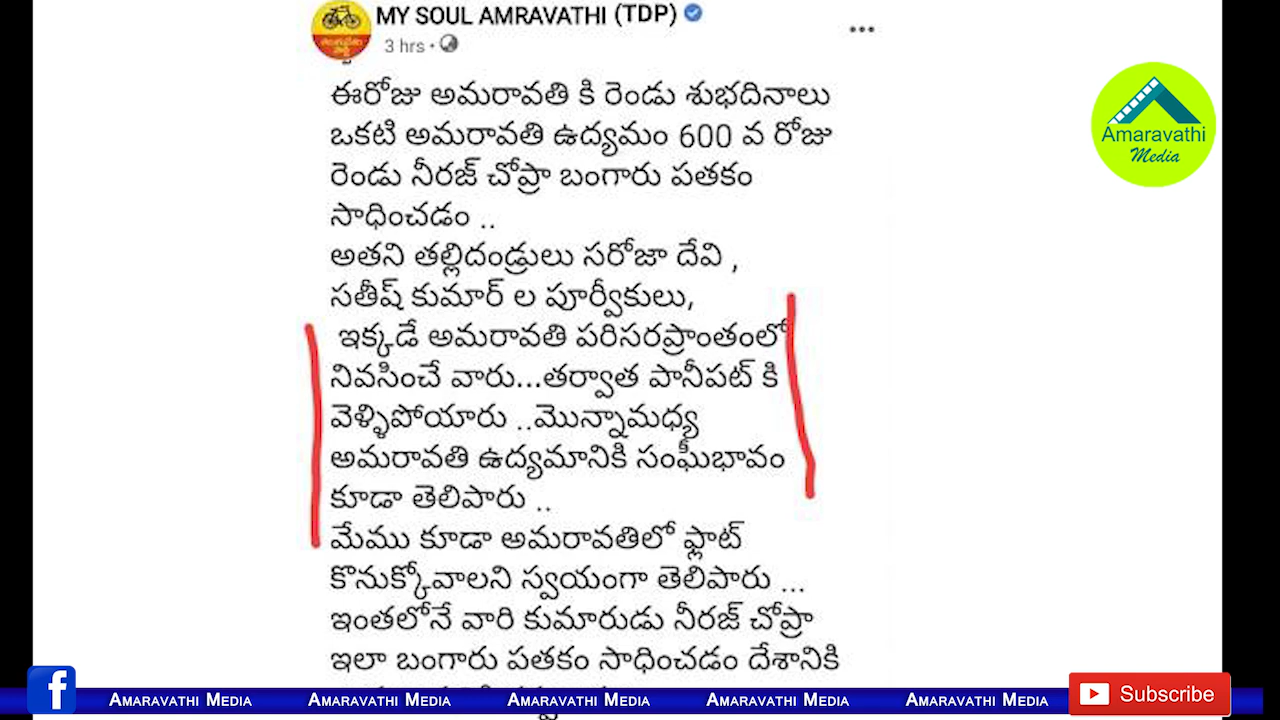 MY SOUL AMRAVATHI (TDP)
3 hrs
ఈరోజు అమరావతి కి రెండు శుభదినాలు
ఒకటి అమరావతి ఉద్యమం 600 వ రోజు
రెండు నీరజ్ చోప్రా బంగారు పతకం
సాధించడం ..
అతని తల్లిదండ్రులు సరోజా దేవి ,
సతీష్ కుమార్ ల పూర్వీకులు,
ఇక్కడే అమరావతి పరిసరప్రాంతంలో
నివసించే వారు...తర్వాత పానీపట్ కి
వెళ్ళిపోయారు ..మొన్నామధ్య
అమరావతి ఉద్యమానికి సంఘీభావం
కూడా తెలిపారు ..
మేము కూడా అమరావతిలో ఫ్లాట్
కొనుక్కోవాలని స్వయంగా తెలిపారు ...
ఇంతలోనే వారి కుమారుడు నీరజ్ చోప్రా
ఇలా బంగారు పతకం సాధించడం దేశానికి
Amaravathi
Media
AMARAVATHI MEDIA AMARAVATHI MEDIA AMARAVATHI MEDIA AMARAVATHI MEDIA AMARAVATHI MEDIA
Subscribe